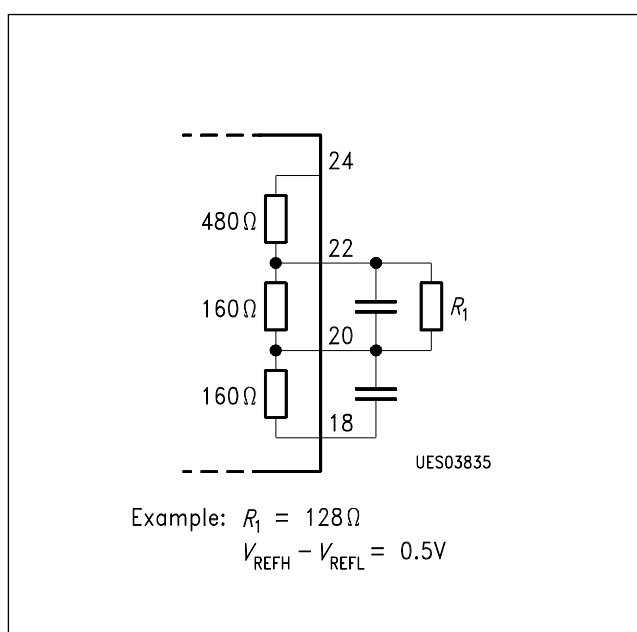 24
480Ω
22
160Ω
R1
20
160Ω
18
UES03835
Example: R1 = 128Ω
VREFH – VREFL = 0.5V